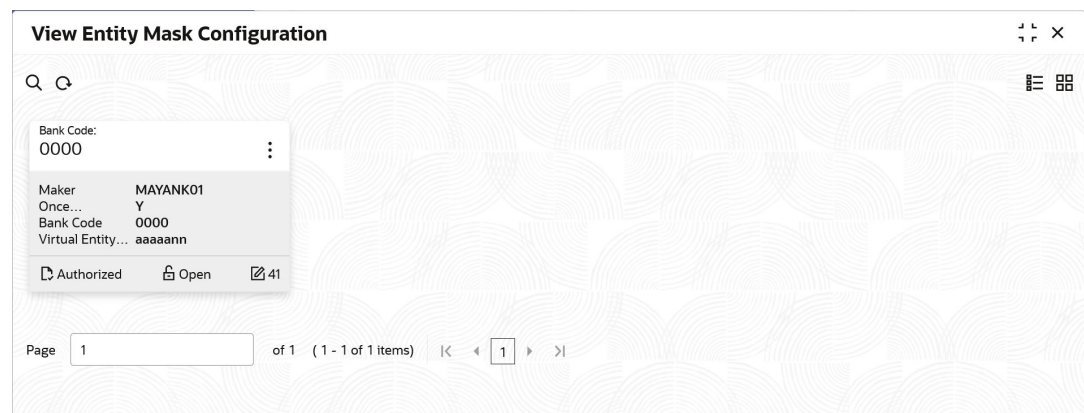 View Entity Mask Configuration
Bank Code:
0000
Maker MAYANK01
Once... Y
Bank Code 0000
Virtual Entity... aaaaann
Authorized Open 41
Page 1 of 1 (1 - 1 of 1 items) 1